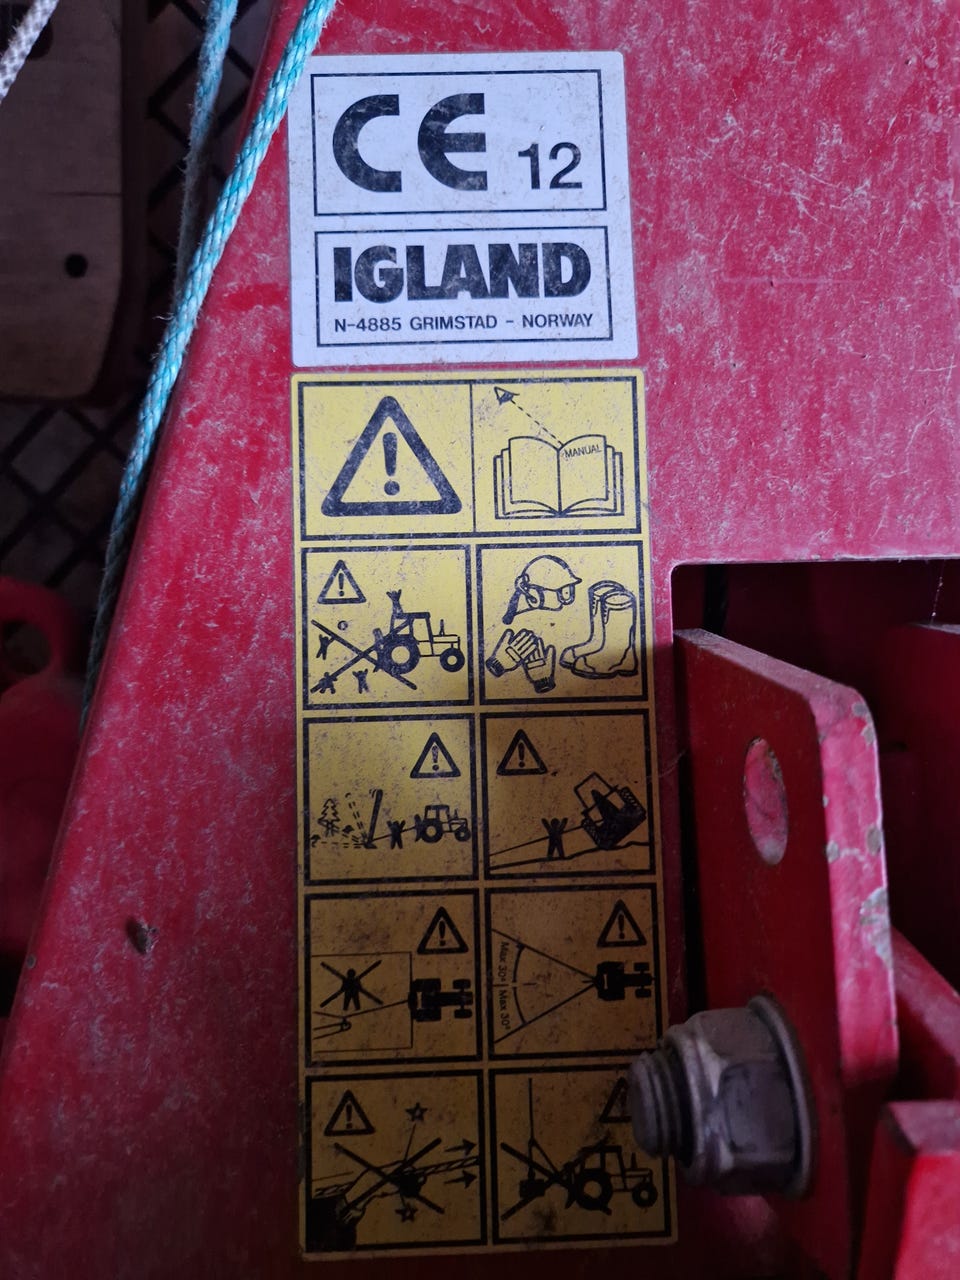 CE 12
IGLAND
N-4885 GRIMSTAD - NORWAY
MANUAL
Max 30° Max 30°